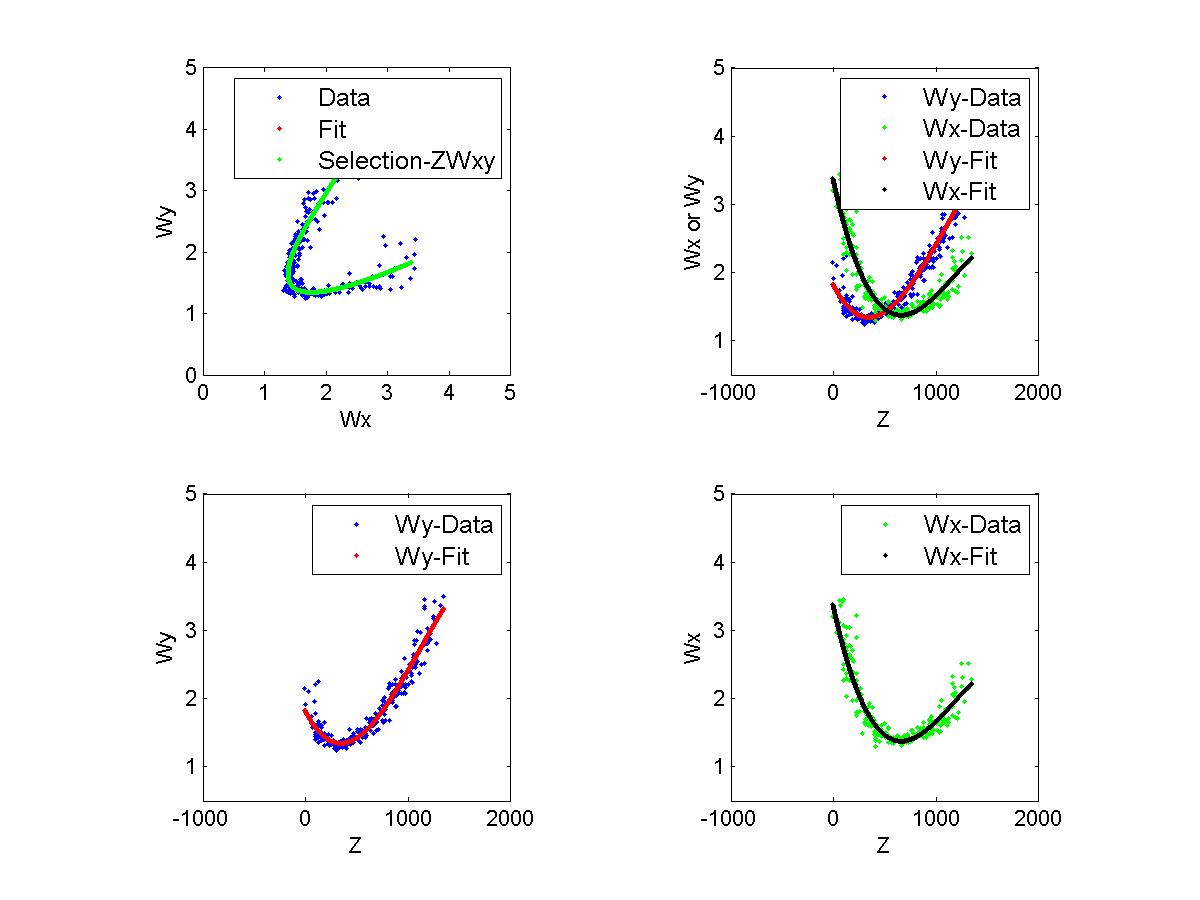 5
4
3
2
1
0
Wy
Data
Fit
Selection-ZWxy
0 1 2 3 4 5
Wx
5
4
3
2
1
Wx or Wy
Wy-Data
Wx-Data
Wy-Fit
Wx-Fit
-1000 0 1000 2000
Z
5
4
3
2
1
Wy
Wy-Data
Wy-Fit
-1000 0 1000 2000
Z
5
4
3
2
1
Wx
Wx-Data
Wx-Fit
-1000 0 1000 2000
Z